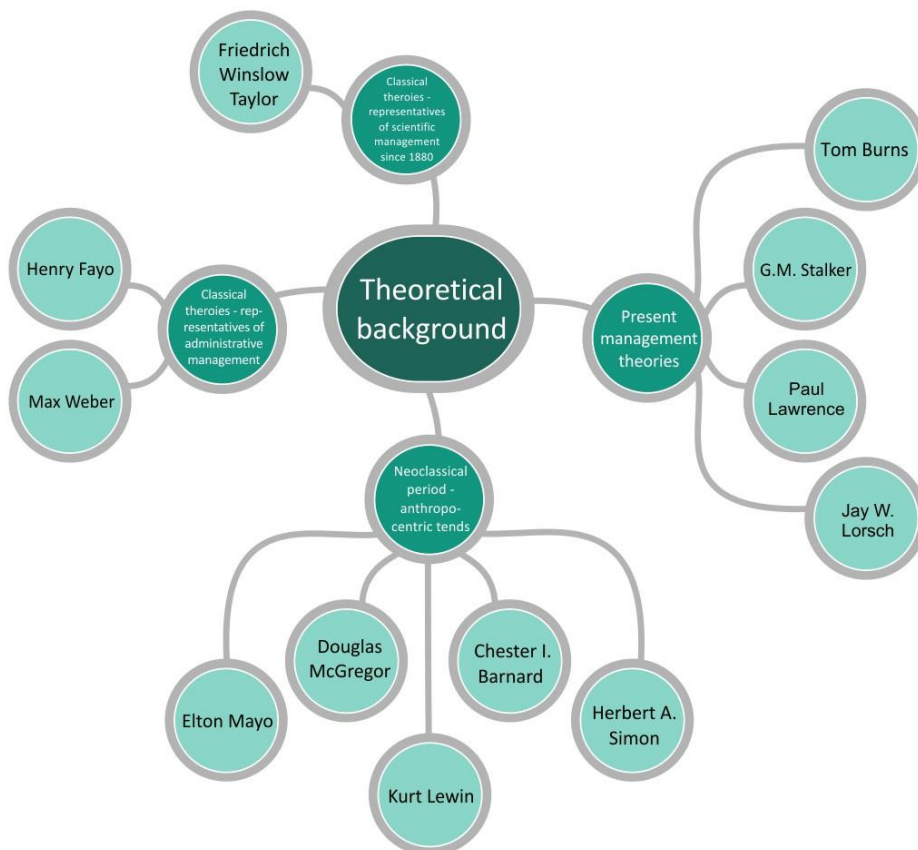 Friedrich
Winslow
Taylor
Classical
theroies -
representatives
of scientific
management
since 1880
Tom Burns
Henry Fayo
Classical
theroies - rep-
resentatives of
administrative
management
Max Weber
Theoretical
background
Present
management
theories
G.M. Stalker
Paul
Lawrence
Jay W.
Lorsch
Neoclassical
period -
anthropo-
centric tends
Elton Mayo
Douglas
McGregor
Kurt Lewin
Chester I.
Barnard
Herbert A.
Simon